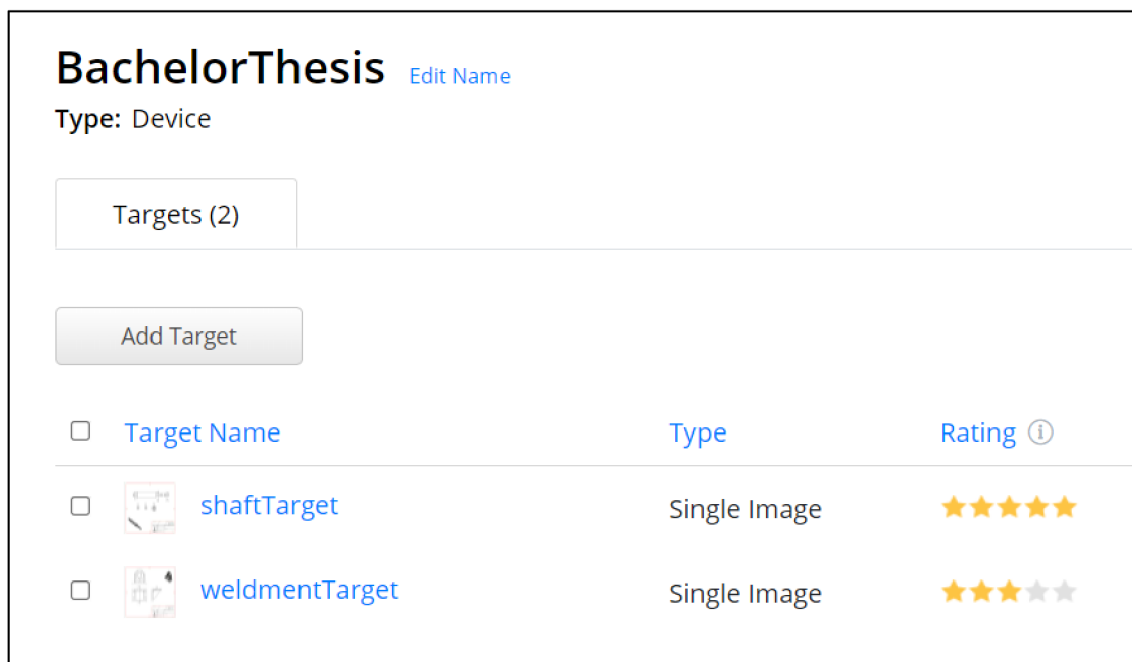 BachelorThesis Edit Name
Type: Device
Targets (2)
Add Target
Target Name Type Rating
shaftTarget Single Image
weldmentTarget Single Image